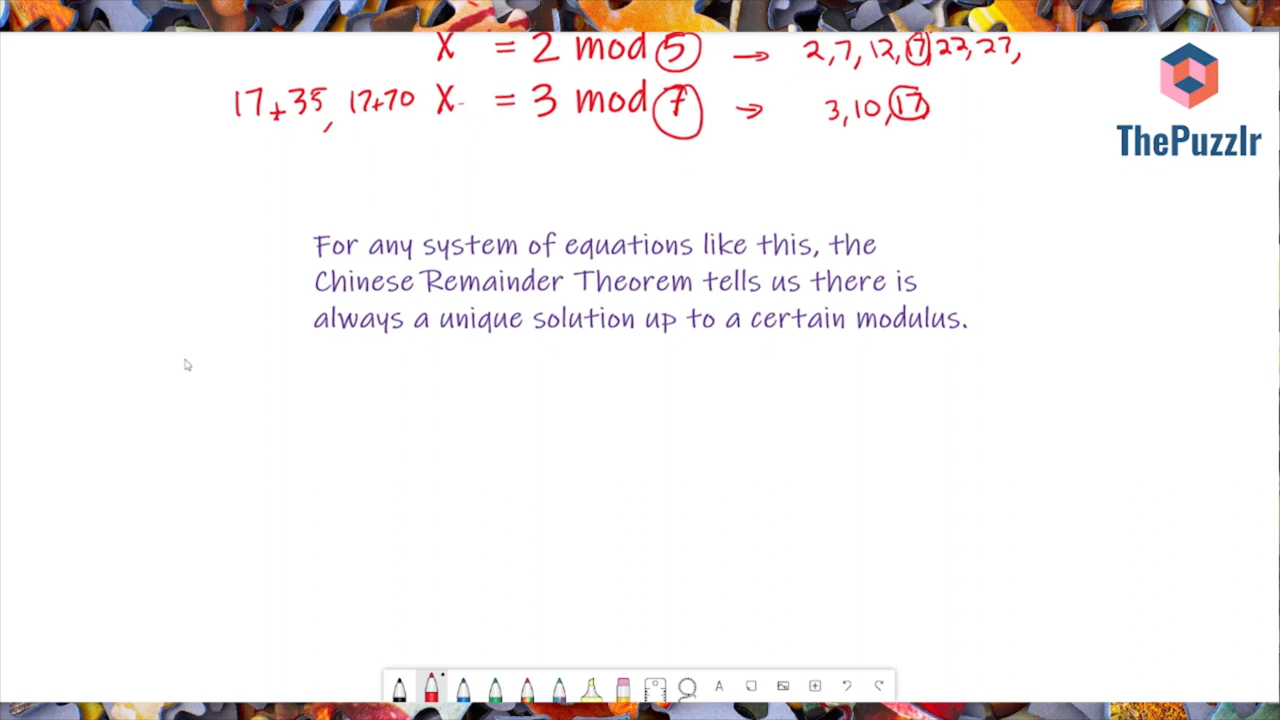 X = 2 mod 5 → 2, 7, 12, 17, 22, 27,
17+35, 17+70 X = 3 mod 7 → 3, 10, 17
ThePuzzlr
For any system of equations like this, the
Chinese Remainder Theorem tells us there is
always a unique solution up to a certain modulus.
A